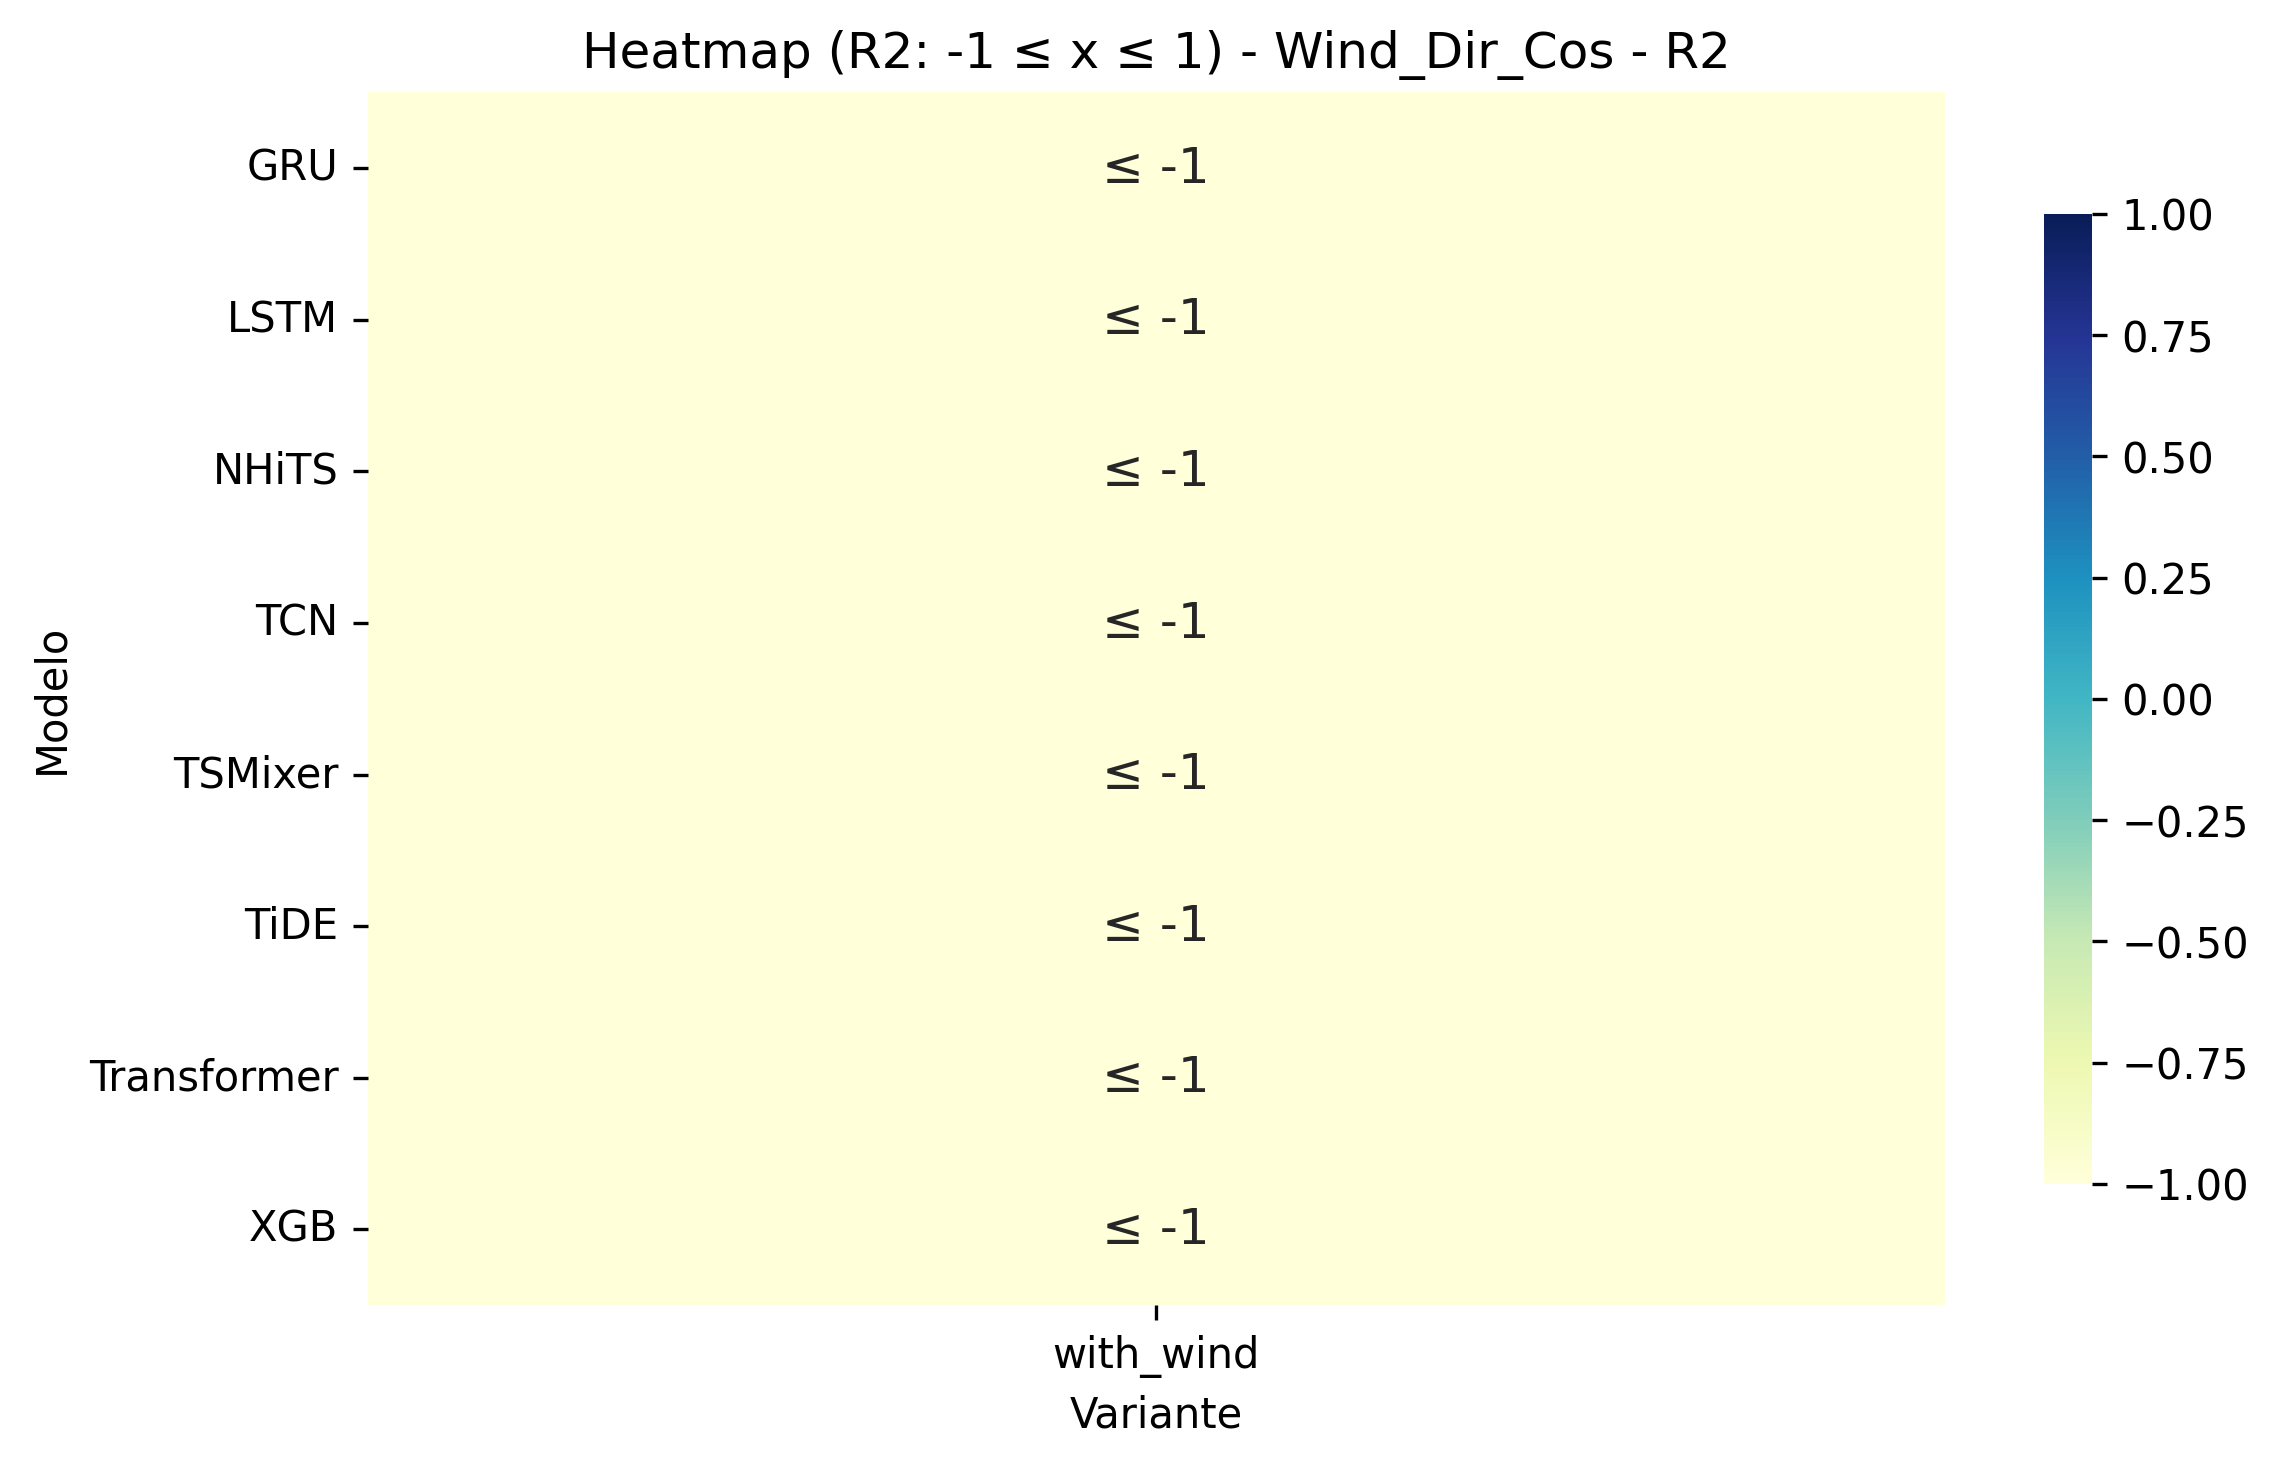 Heatmap (R2: -1 ≤ x ≤ 1) - Wind_Dir_Cos - R2
Modelo
GRU
≤ -1
LSTM
≤ -1
NHiTS
≤ -1
TCN
≤ -1
TSMixer
≤ -1
TiDE
≤ -1
Transformer
≤ -1
XGB
≤ -1
with_wind
Variante
1.00
0.75
0.50
0.25
0.00
−0.25
−0.50
−0.75
−1.00